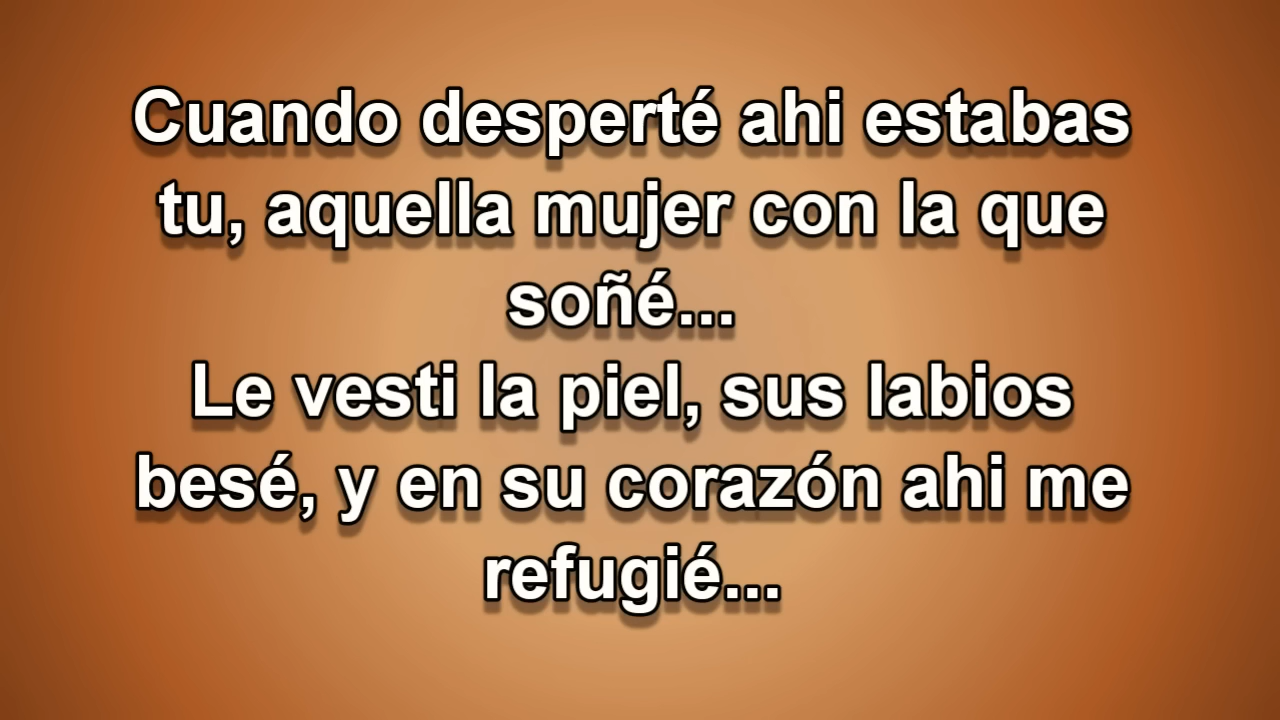 Cuando desperté ahi estabas
tu, aquella mujer con la que
soñé...
Le vesti la piel, sus labios
besé, y en su corazón ahi me
refugié...